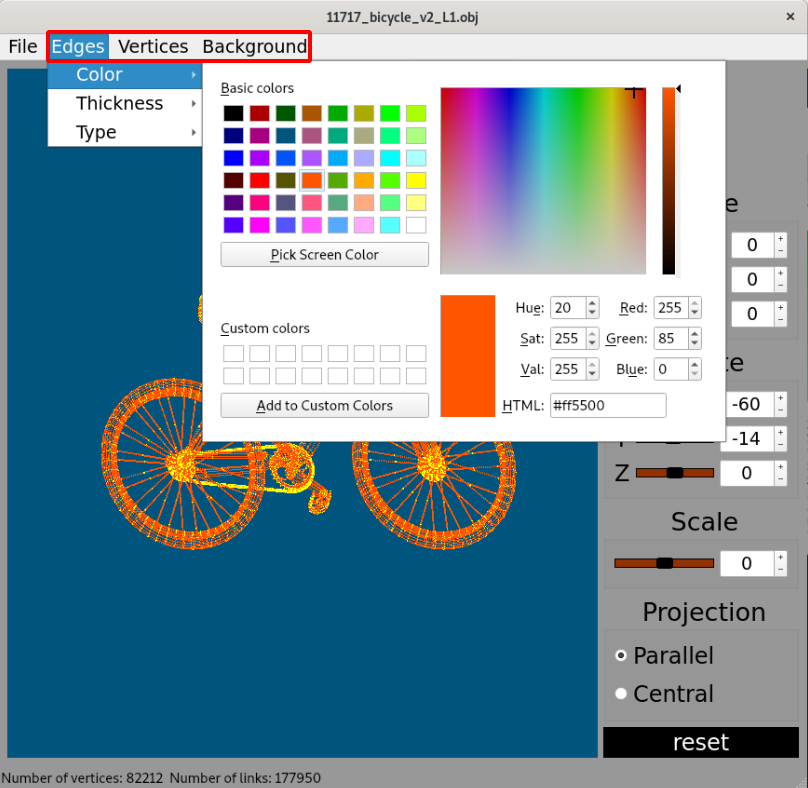 11717_bicycle_v2_L1.obj
File Edges Vertices Background
Color
Thickness
Type
Basic colors
Pick Screen Color
Custom colors
Add to Custom Colors
Hue: 20 Red: 255
Sat: 255 Green: 85
Val: 255 Blue: 0
HTML: #ff5500
0
0
0
-60
-14
Z 0
Scale
0
Projection
Parallel
Central
reset
Number of vertices: 82212 Number of links: 177950